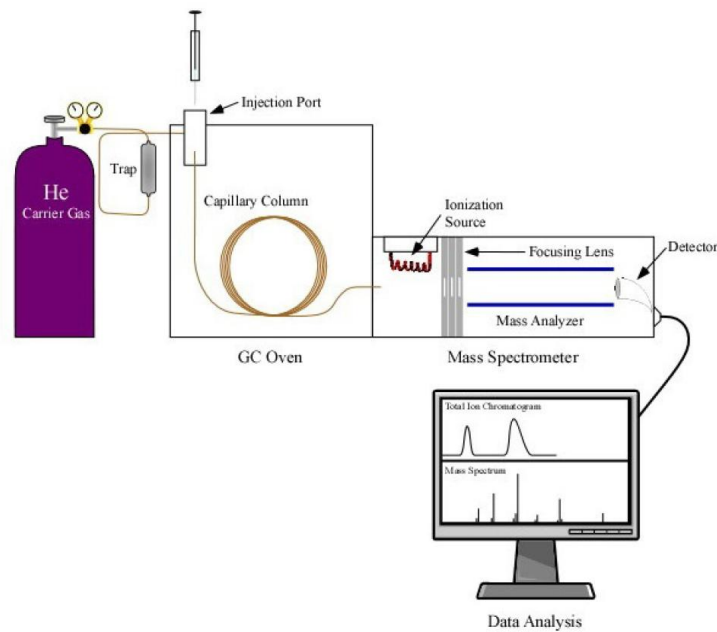 Injection Port
Trap
He
Carrier Gas
Capillary Column
Ionization
Source
Focusing Lens
Detector
Mass Analyzer
GC Oven
Mass Spectrometer
Total Ion Chromatogram
Mass Spectrum
Data Analysis